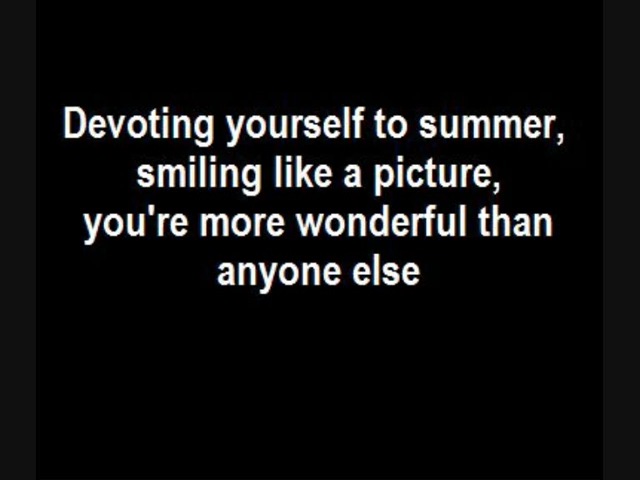 Devoting yourself to summer,
smiling like a picture,
you're more wonderful than
anyone else